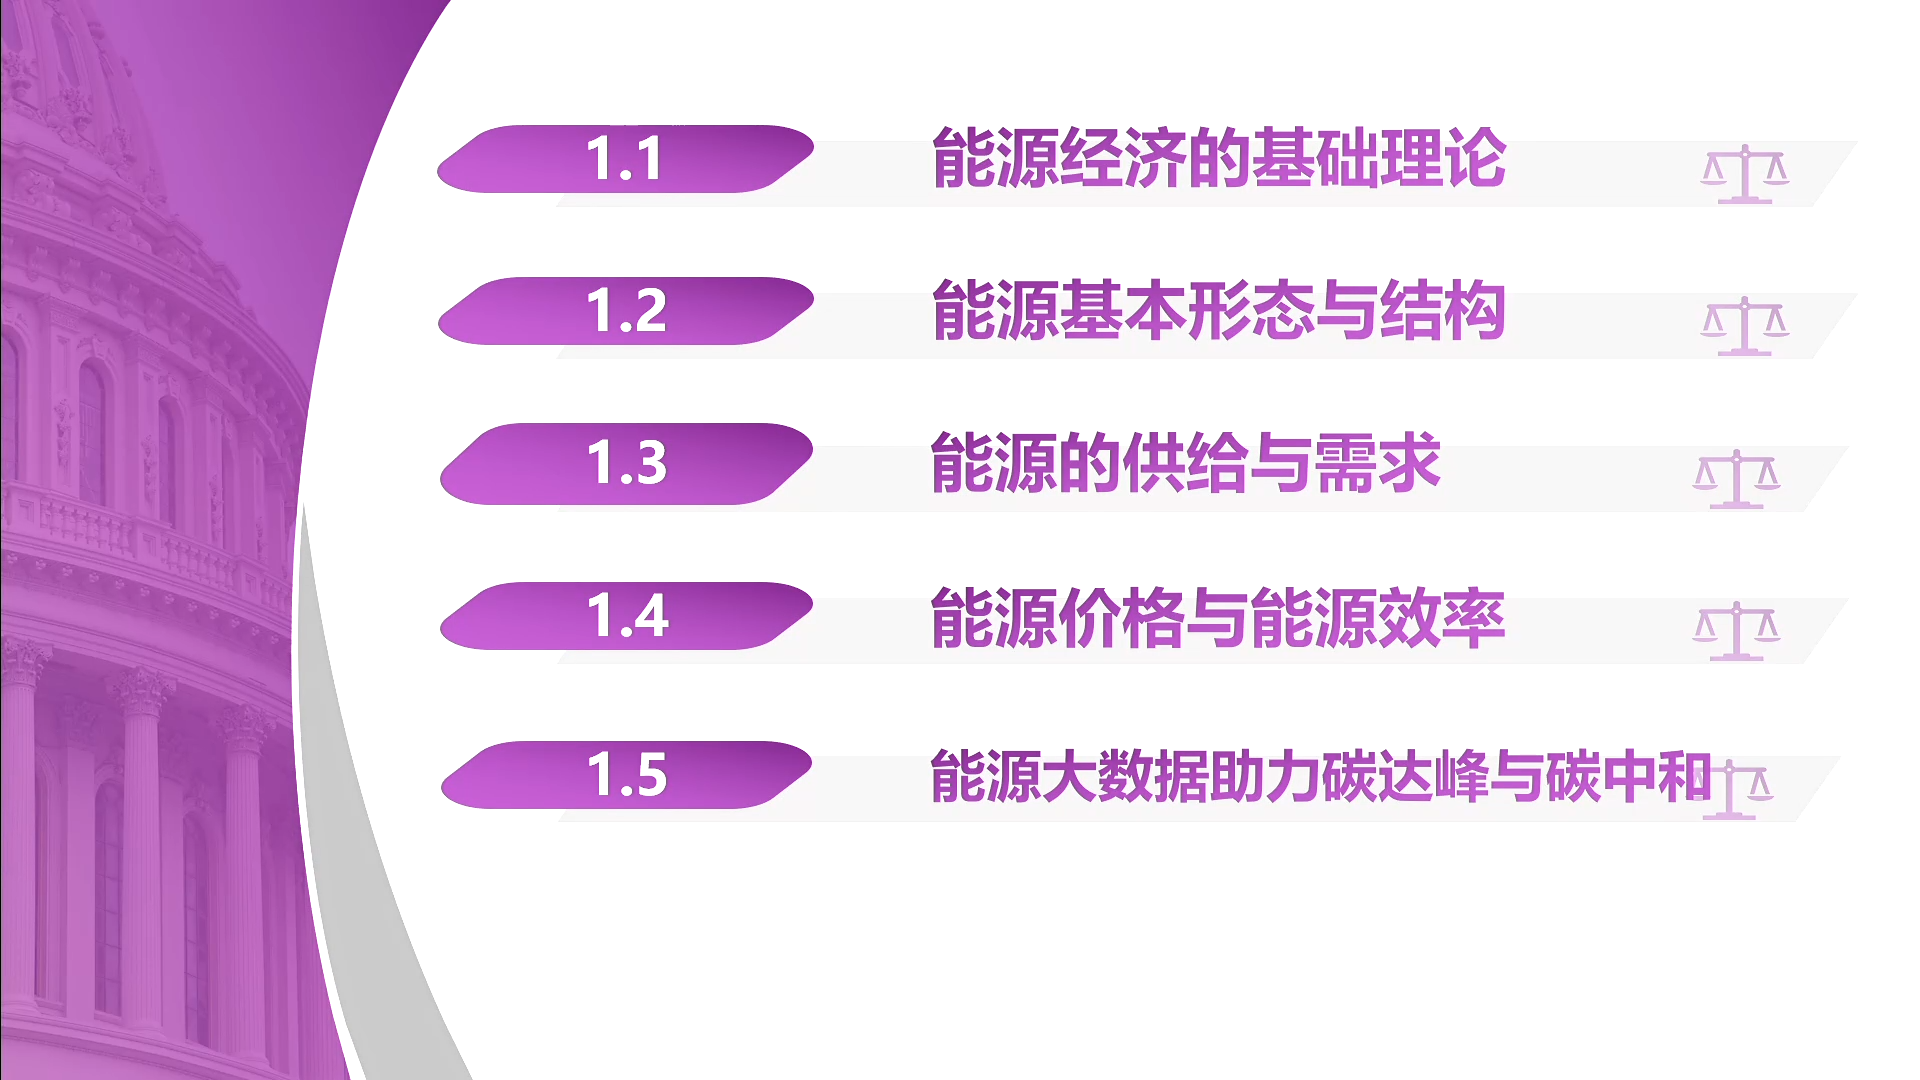 1.1 能源经济的基础理论
1.2 能源基本形态与结构
1.3 能源的供给与需求
1.4 能源价格与能源效率
1.5 能源大数据助力碳达峰与碳中和